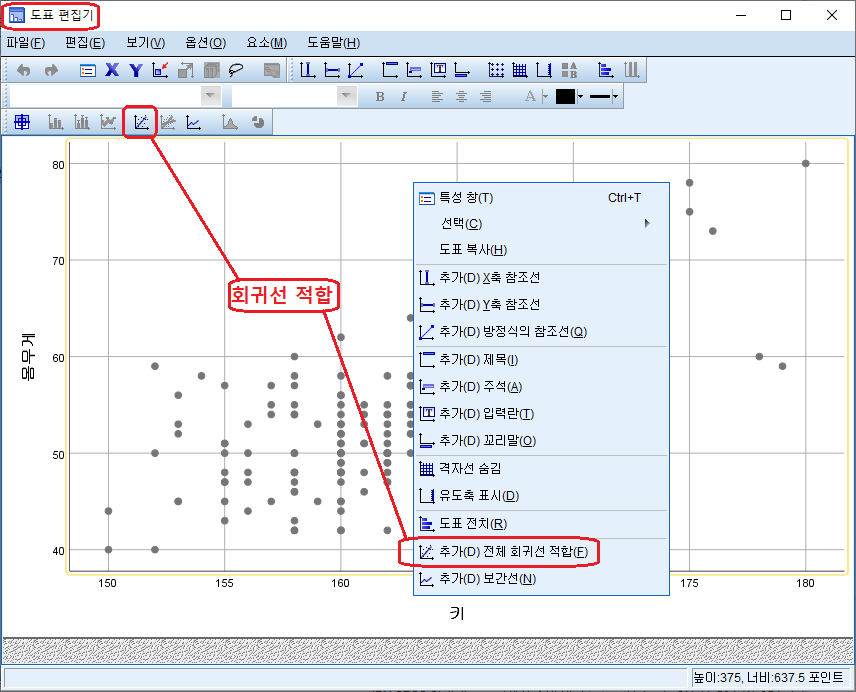 도표 편집기
파일(F) 편집(E) 보기(V) 옵션(O) 요소(M) 도움말(H)
X Y
B I A
80
70
60
50
40
몸무게
150 155 160 175 180
키
회귀선 적합
특성 창(T) Ctrl+T
선택(C)
도표 복사(H)
추가(D) X축 참조선
추가(D) Y축 참조선
추가(D) 방정식의 참조선(Q)
추가(D) 제목(I)
추가(D) 주석(A)
추가(D) 입력란(T)
추가(D) 꼬리말(O)
격자선 숨김
유도축 표시(D)
도표 전치(R)
추가(D) 전체 회귀선 적합(F)
추가(D) 보간선(N)
높이:375, 너비:637.5 포인트